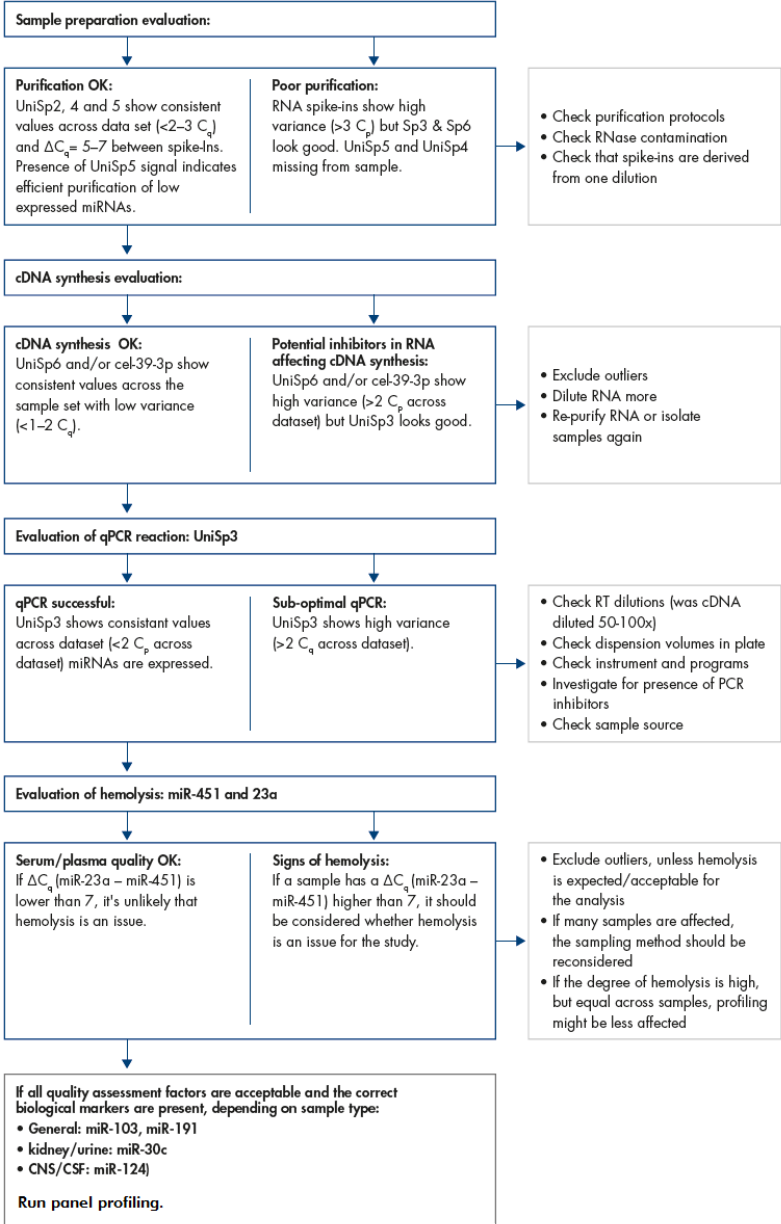 Sample preparation evaluation:
Purification OK:
UniSp2, 4 and 5 show consistent
values across data set (<2–3 Cq)
and ΔCq= 5–7 between spike-Ins.
Presence of UniSp5 signal indicates
efficient purification of low
expressed miRNAs.
Poor purification:
RNA spike-ins show high
variance (>3 Cp) but Sp3 & Sp6
look good. UniSp5 and UniSp4
missing from sample.
• Check purification protocols
• Check RNase contamination
• Check that spike-ins are derived
from one dilution
cDNA synthesis evaluation:
cDNA synthesis OK:
UniSp6 and/or cel-39-3p show
consistent values across the
sample set with low variance
(<1–2 Cq).
Potential inhibitors in RNA
affecting cDNA synthesis:
UniSp6 and/or cel-39-3p show
high variance (>2 Cp across
dataset) but UniSp3 looks good.
• Exclude outliers
• Dilute RNA more
• Re-purify RNA or isolate
samples again
Evaluation of qPCR reaction: UniSp3
qPCR successful:
UniSp3 shows consistant values
across dataset (<2 Cp across
dataset) miRNAs are expressed.
Sub-optimal qPCR:
UniSp3 shows high variance
(>2 Cq across dataset).
• Check RT dilutions (was cDNA
diluted 50-100x)
• Check dispension volumes in plate
• Check instrument and programs
• Investigate for presence of PCR
inhibitors
• Check sample source
Evaluation of hemolysis: miR-451 and 23a
Serum/plasma quality OK:
If ΔCq (miR-23a – miR-451) is
lower than 7, it's unlikely that
hemolysis is an issue.
Signs of hemolysis:
If a sample has a ΔCq (miR-23a –
miR-451) higher than 7, it should
be considered whether hemolysis
is an issue for the study.
• Exclude outliers, unless hemolysis
is expected/acceptable for
the analysis
• If many samples are affected,
the sampling method should be
reconsidered
• If the degree of hemolysis is high,
but equal across samples, profiling
might be less affected
If all quality assessment factors are acceptable and the correct
biological markers are present, depending on sample type:
• General: miR-103, miR-191
• kidney/urine: miR-30c
• CNS/CSF: miR-124)
Run panel profiling.